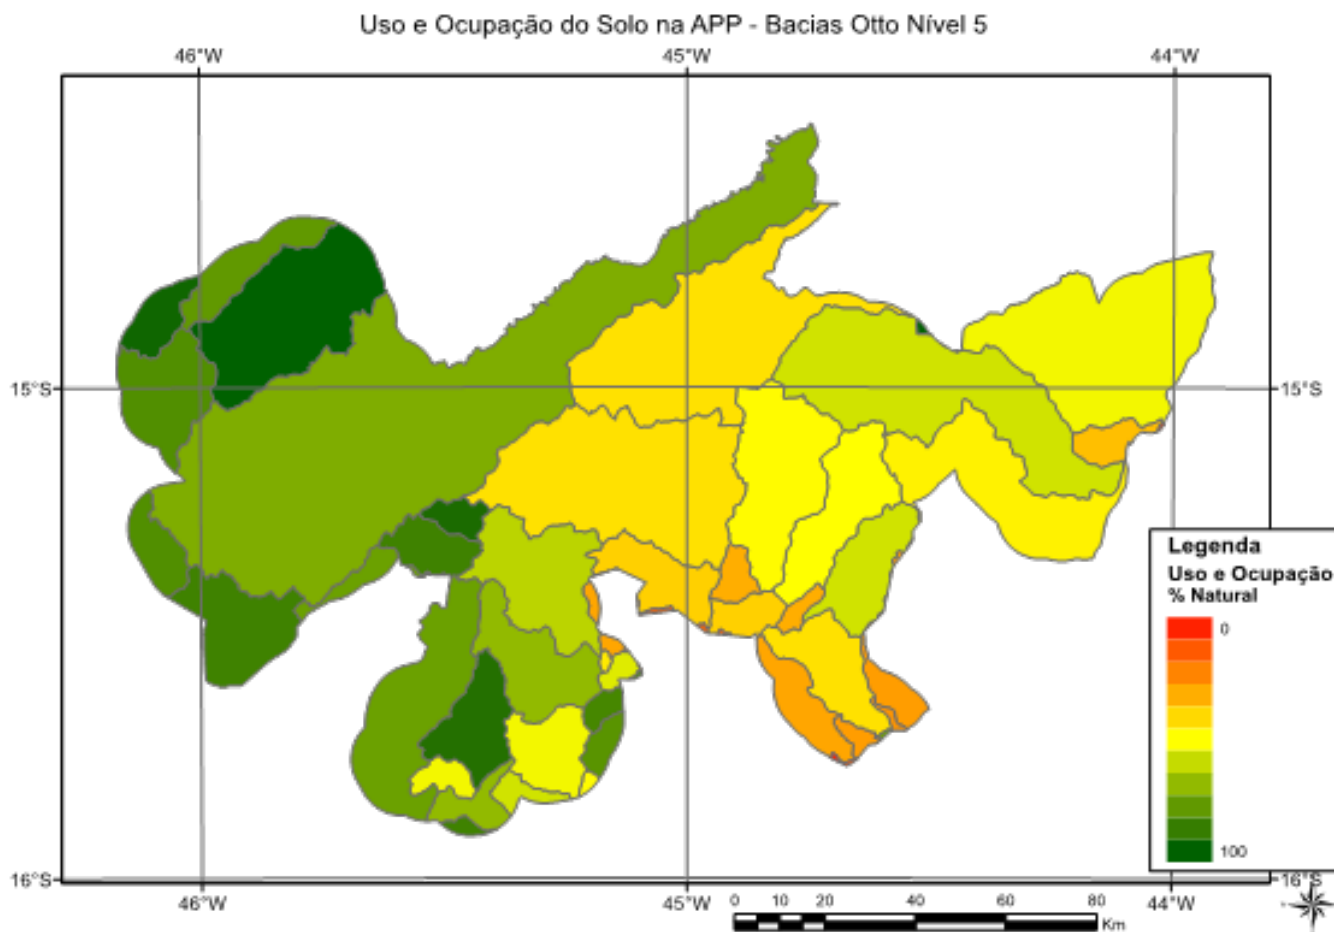 Uso e Ocupação do Solo na APP - Bacias Otto Nível 5
46°W 45°W 44°W
15°S 15°S
Legenda
Uso e Ocupação
% Natural
0
100
16°S 16°S
46°W 45°W 44°W
0 10 20 40 60 80
Km